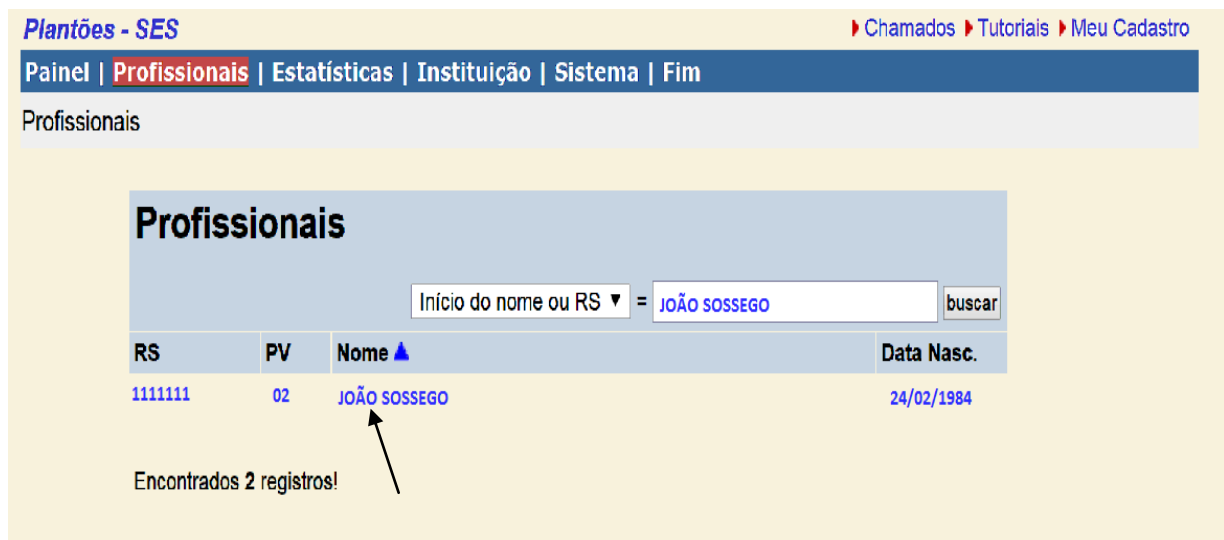 Plantões - SES Chamados Tutoriais Meu Cadastro
Painel | Profissionais | Estatísticas | Instituição | Sistema | Fim
Profissionais
Profissionais
Início do nome ou RS = JOÃO SOSSEGO buscar
RS PV Nome Data Nasc.
1111111 02 JOÃO SOSSEGO 24/02/1984
Encontrados 2 registros!